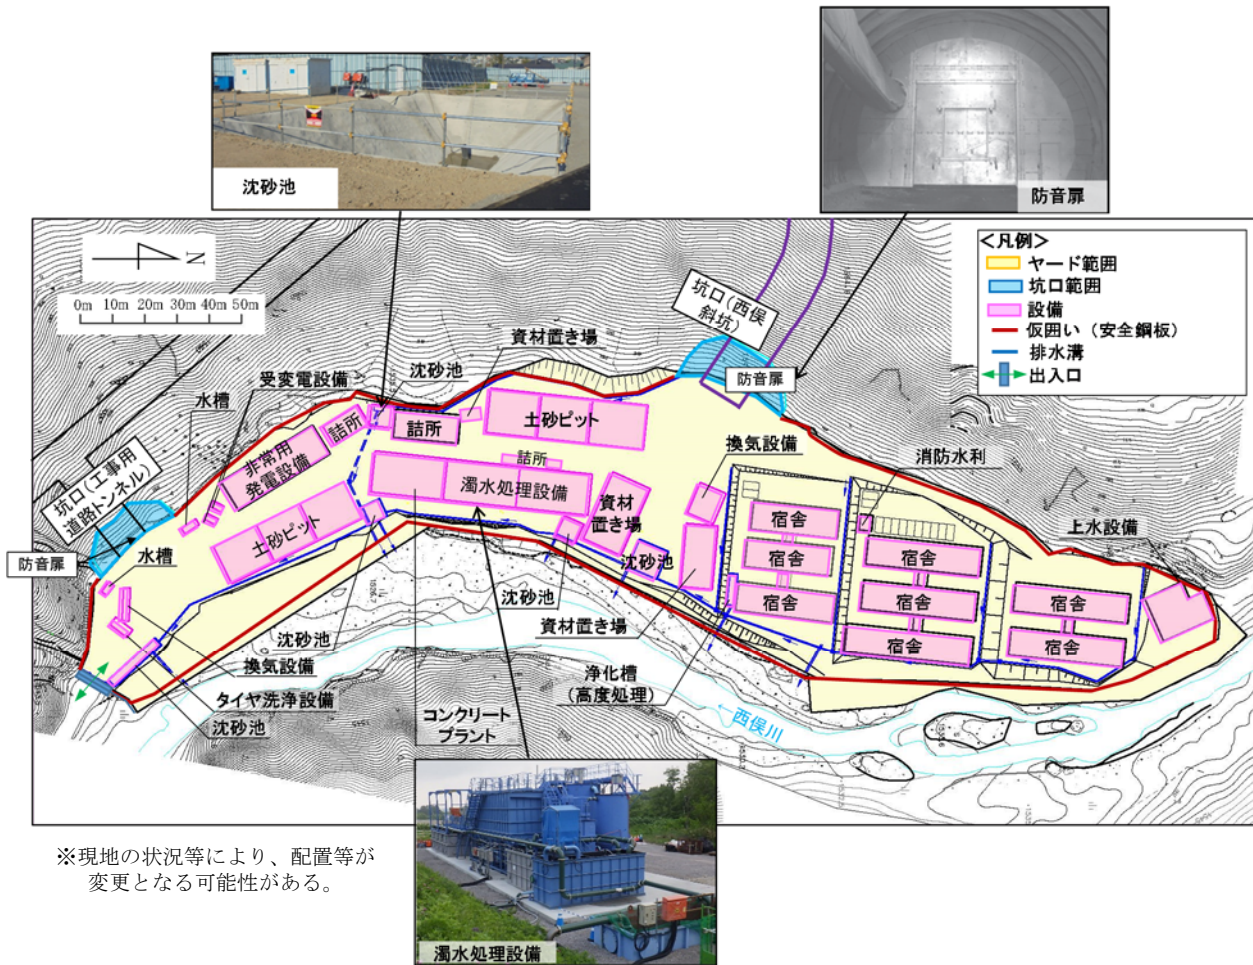 沈砂池
防音扉
N
0m 10m 20m 30m 40m 50m
<凡例>
ヤード範囲
坑口範囲
設備
仮囲い（安全鋼板）
排水溝
出入口
坑口（西俣
斜坑）
防音扉
資材置き場
沈砂池
受変電設備
水槽
坑口（工事用
道路トンネル）
防音扉
水槽
非常用
発電設備
詰所
詰所
土砂ピット
詰所
濁水処理設備
土砂ピット
資材
置き場
換気設備
消防水利
上水設備
沈砂池
宿舎
宿舎
宿舎
宿舎
宿舎
宿舎
宿舎
宿舎
沈砂池
資材置き場
浄化槽
（高度処理）
沈砂池
換気設備
タイヤ洗浄設備
沈砂池
コンクリート
プラント
←西俣川
濁水処理設備
※現地の状況等により、配置等が
変更となる可能性がある。